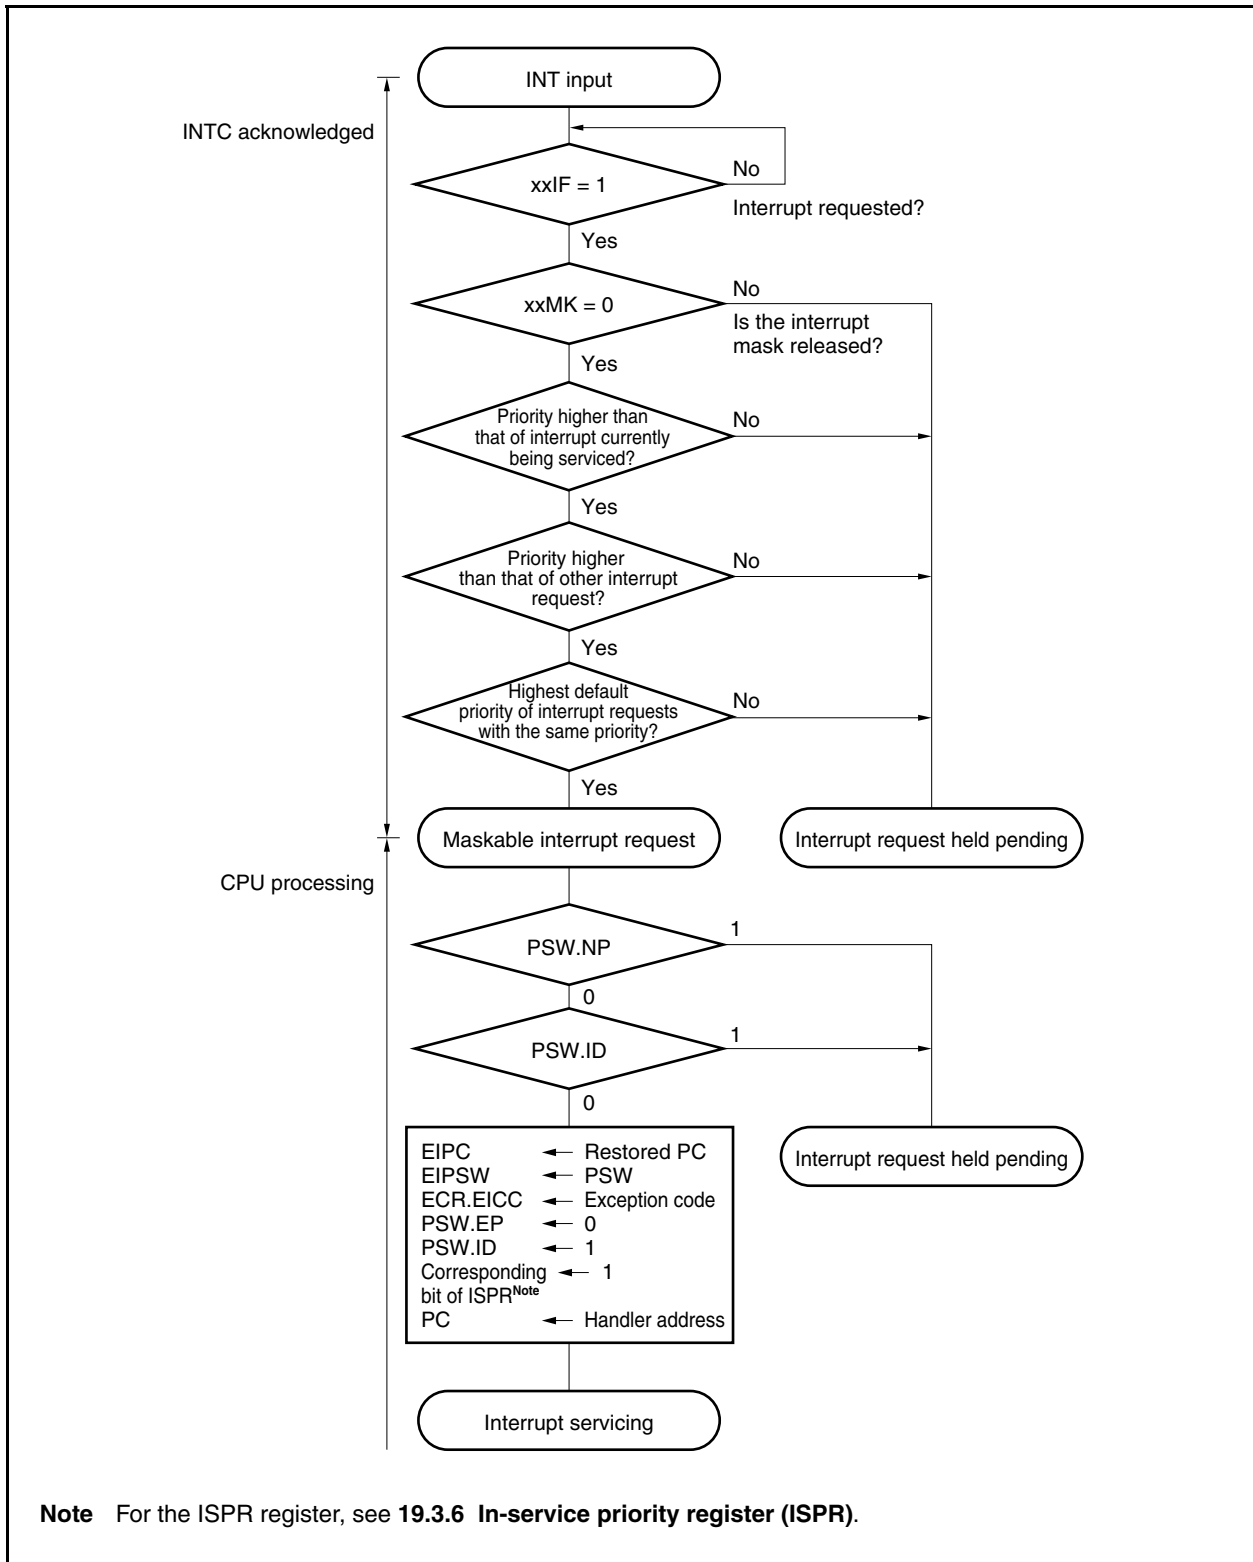 INT input
INTC acknowledged
xxIF = 1
No
Interrupt requested?
Yes
xxMK = 0
No
Is the interrupt
mask released?
Yes
Priority higher than
that of interrupt currently
being serviced?
No
Yes
Priority higher
than that of other interrupt
request?
No
Yes
Highest default
priority of interrupt requests
with the same priority?
No
Yes
Maskable interrupt request
Interrupt request held pending
CPU processing
PSW.NP
1
0
PSW.ID
1
0
EIPC ← Restored PC
EIPSW ← PSW
ECR.EICC ← Exception code
PSW.EP ← 0
PSW.ID ← 1
Corresponding ← 1
bit of ISPRNote
PC ← Handler address
Interrupt request held pending
Interrupt servicing
Note For the ISPR register, see 19.3.6 In-service priority register (ISPR).